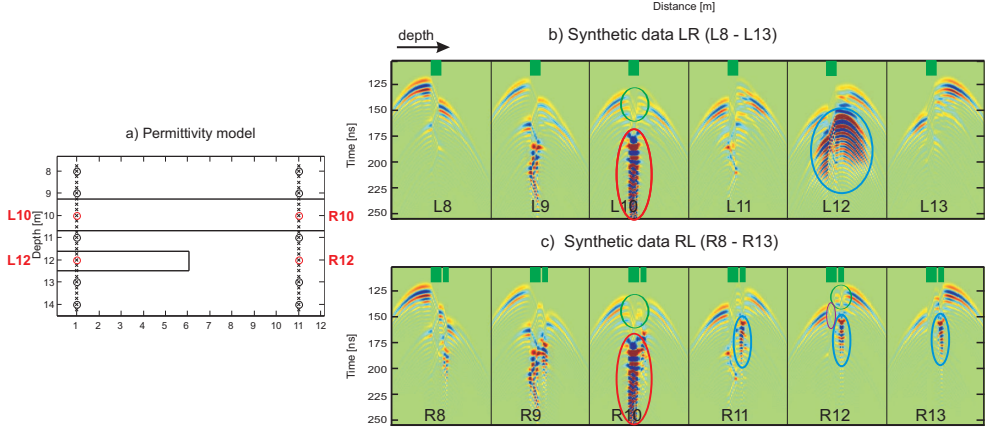 Distance [m]
b) Synthetic data LR (L8 - L13)
depth
125
150
175
200
225
250
Time [ns]
L8
L9
L10
L11
L12
L13
a) Permittivity model
8
9
10
11
12
13
14
Depth [m]
L10
L12
R10
R12
1 2 3 4 5 6 7 8 9 10 11 12
c) Synthetic data RL (R8 - R13)
125
150
175
200
225
250
Time [ns]
R8
R9
R10
R11
R12
R13